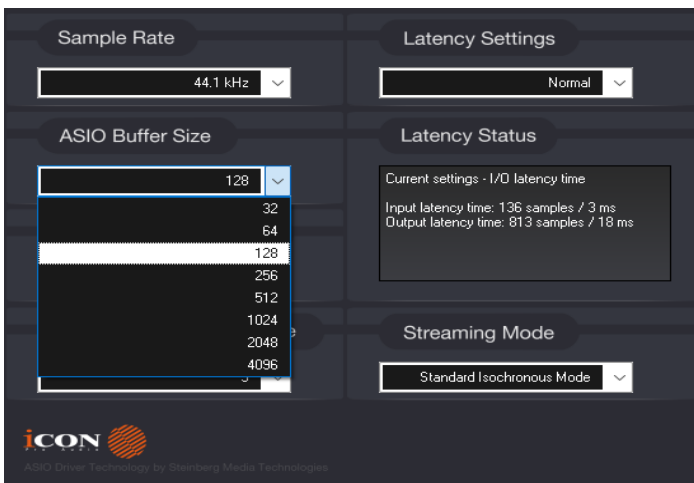 Sample Rate
44.1 kHz
Latency Settings
Normal
ASIO Buffer Size
128
32
64
128
256
512
1024
2048
4096
Latency Status
Current settings - I/O latency time
Input latency time: 136 samples / 3 ms
Output latency time: 813 samples / 18 ms
Streaming Mode
Standard Isochronous Mode
iCON
ASIO Driver Technology by Steinberg Media Technologies